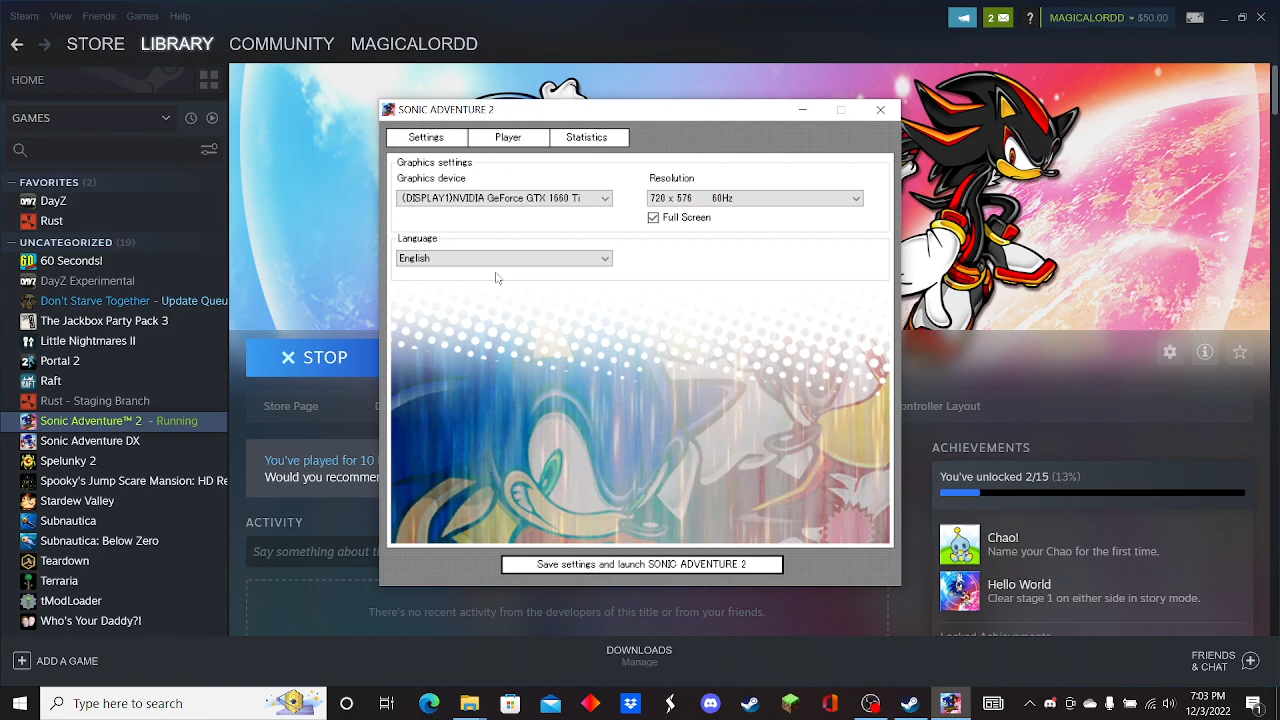 Steam View Friends Games Help
2 ? MAGICALORDD $50.00
STORE LIBRARY COMMUNITY MAGICALORDD
HOME
GAMES
FAVORITES (2)
DayZ
Rust
UNCATEGORIZED (19)
60 Seconds!
DayZ Experimental
Don't Starve Together - Update Queu
The Jackbox Party Pack 3
Little Nightmares II
Portal 2
Raft
Rust - Staging Branch
Sonic Adventure™ 2 - Running
Sonic Adventure DX
Spelunky 2
Spooky's Jump Scare Mansion: HD Re
Stardew Valley
Subnautica
Subnautica: Below Zero
Teardown
Terraria
tModLoader
Who's Your Daddy?!
SONIC ADVENTURE 2
Settings Player Statistics
Graphics settings
Graphics device
(DISPLAY1)NVIDIA GeForce GTX 1660 Ti
Resolution
720 x 576 60Hz
Full Screen
Language
English
Save settings and launch SONIC ADVENTURE 2
STOP
Store Page D ontroller Layout
You've played for 10
Would you recommen
ACTIVITY
Say something about t
There's no recent activity from the developers of this title or from your friends.
ACHIEVEMENTS
You've unlocked 2/15 (13%)
Chao!
Name your Chao for the first time.
Hello World
Clear stage 1 on either side in story mode.
Locked Achievements
ADD A GAME
DOWNLOADS
Manage
FRIENDS
& CHAT
Type here to search
7:03 PM
12/3/2022